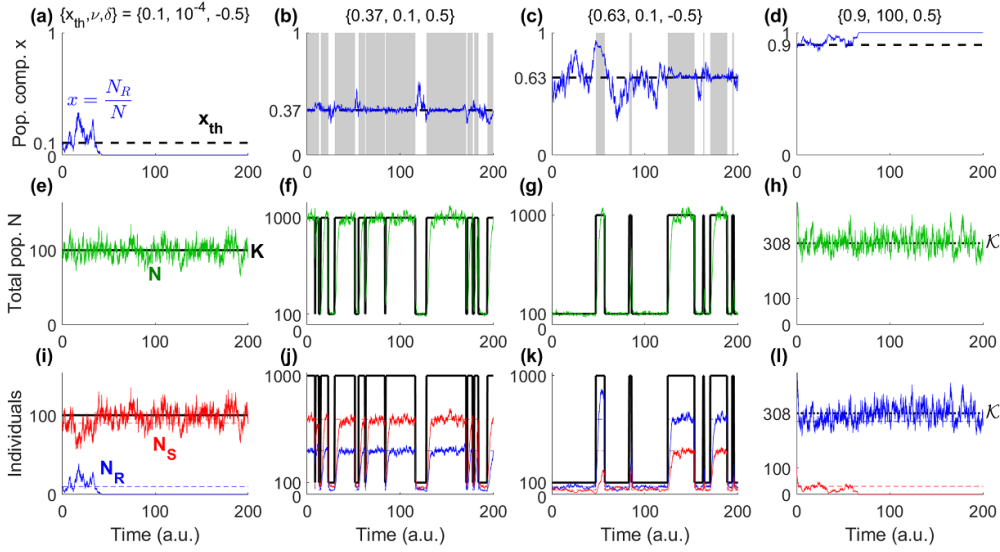 (a) {x_th, ν, δ} = {0.1, 10^-4, -0.5}
(b) {0.37, 0.1, 0.5}
(c) {0.63, 0.1, -0.5}
(d) {0.9, 100, 0.5}
Pop. comp. x
1
0.1
0
x = N_R/N
x_th
0 100 200
1
0.37
0
0 100 200
1
0.63
0
0 100 200
1
0.9
0
0 100 200
(e)
(f)
(g)
(h)
Total pop. N
100
0
N
K
0 100 200
1000
100
0
0 100 200
1000
100
0
0 100 200
308
100
0
𝒦
0 100 200
(i)
(j)
(k)
(l)
Individuals
100
0
N_S
N_R
0 100 200
1000
100
0
0 100 200
1000
100
0
0 100 200
308
100
0
𝒦
0 100 200
Time (a.u.)
Time (a.u.)
Time (a.u.)
Time (a.u.)